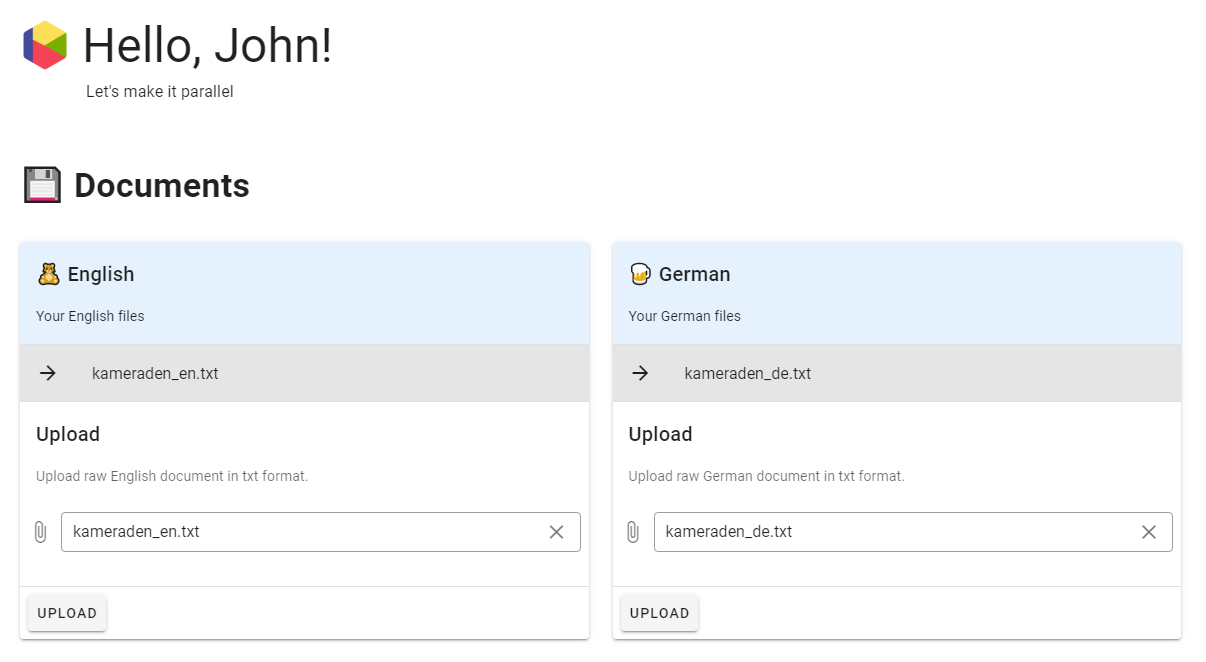 Hello, John!
Let's make it parallel
Documents
English
Your English files
kameraden_en.txt
Upload
Upload raw English document in txt format.
kameraden_en.txt
UPLOAD
German
Your German files
kameraden_de.txt
Upload
Upload raw German document in txt format.
kameraden_de.txt
UPLOAD